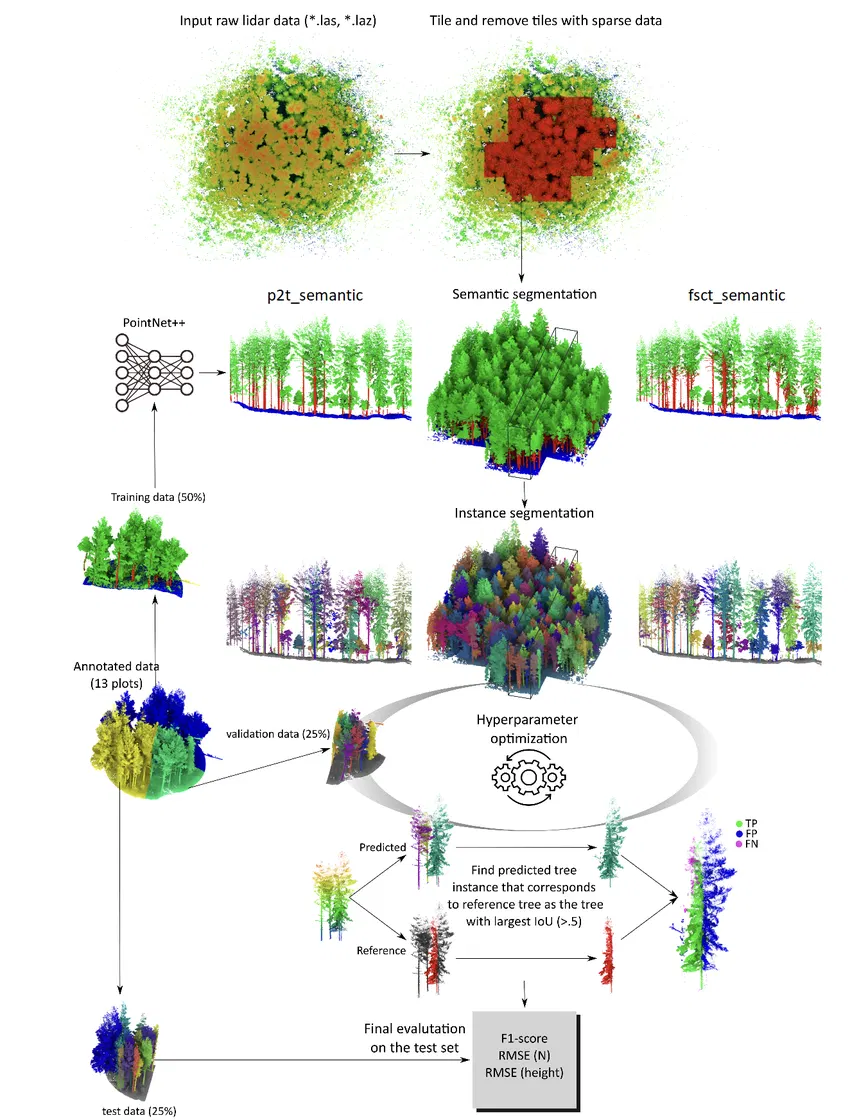 Input raw lidar data (*.las, *.laz)
Tile and remove tiles with sparse data
p2t_semantic
Semantic segmentation
fsct_semantic
PointNet++
Training data (50%)
Instance segmentation
Annotated data
(13 plots)
validation data (25%)
Hyperparameter
optimization
TP
FP
FN
Predicted
Find predicted tree
instance that corresponds
to reference tree as the tree
with largest IoU (>.5)
Reference
Final evalutation
on the test set
F1-score
RMSE (N)
RMSE (height)
test data (25%)